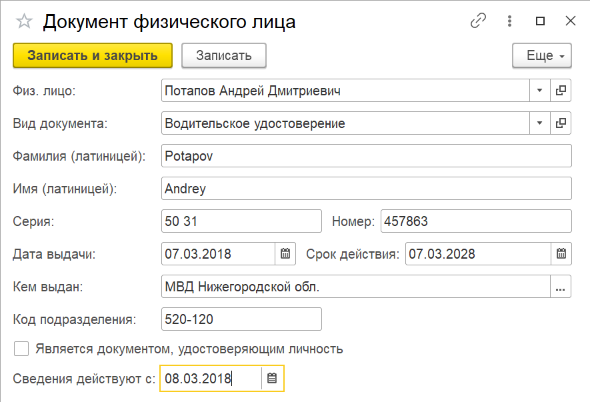 Документ физического лица
Записать и закрыть Записать Еще
Физ. лицо: Потапов Андрей Дмитриевич
Вид документа: Водительское удостоверение
Фамилия (латиницей): Potapov
Имя (латиницей): Andrey
Серия: 50 31 Номер: 457863
Дата выдачи: 07.03.2018 Срок действия: 07.03.2028
Кем выдан: МВД Нижегородской обл. ...
Код подразделения: 520-120
Является документом, удостоверяющим личность
Сведения действуют с: 08.03.2018